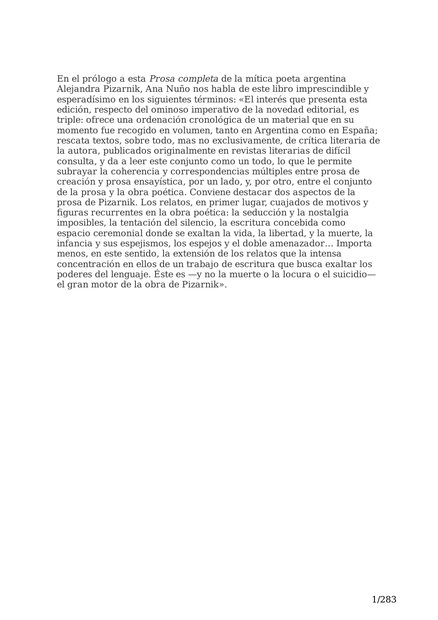 En el prólogo a esta Prosa completa de la mítica poeta argentina
Alejandra Pizarnik, Ana Nuño nos habla de este libro imprescindible y
esperadísimo en los siguientes términos: «El interés que presenta esta
edición, respecto del ominoso imperativo de la novedad editorial, es
triple: ofrece una ordenación cronológica de un material que en su
momento fue recogido en volumen, tanto en Argentina como en España;
rescata textos, sobre todo, mas no exclusivamente, de crítica literaria de
la autora, publicados originalmente en revistas literarias de difícil
consulta, y da a leer este conjunto como un todo, lo que le permite
subrayar la coherencia y correspondencias múltiples entre prosa de
creación y prosa ensayística, por un lado, y, por otro, entre el conjunto
de la prosa y la obra poética. Conviene destacar dos aspectos de la
prosa de Pizarnik. Los relatos, en primer lugar, cuajados de motivos y
figuras recurrentes en la obra poética: la seducción y la nostalgia
imposibles, la tentación del silencio, la escritura concebida como
espacio ceremonial donde se exaltan la vida, la libertad, y la muerte, la
infancia y sus espejismos, los espejos y el doble amenazador… Importa
menos, en este sentido, la extensión de los relatos que la intensa
concentración en ellos de un trabajo de escritura que busca exaltar los
poderes del lenguaje. Éste es —y no la muerte o la locura o el suicidio—
el gran motor de la obra de Pizarnik».
1/283